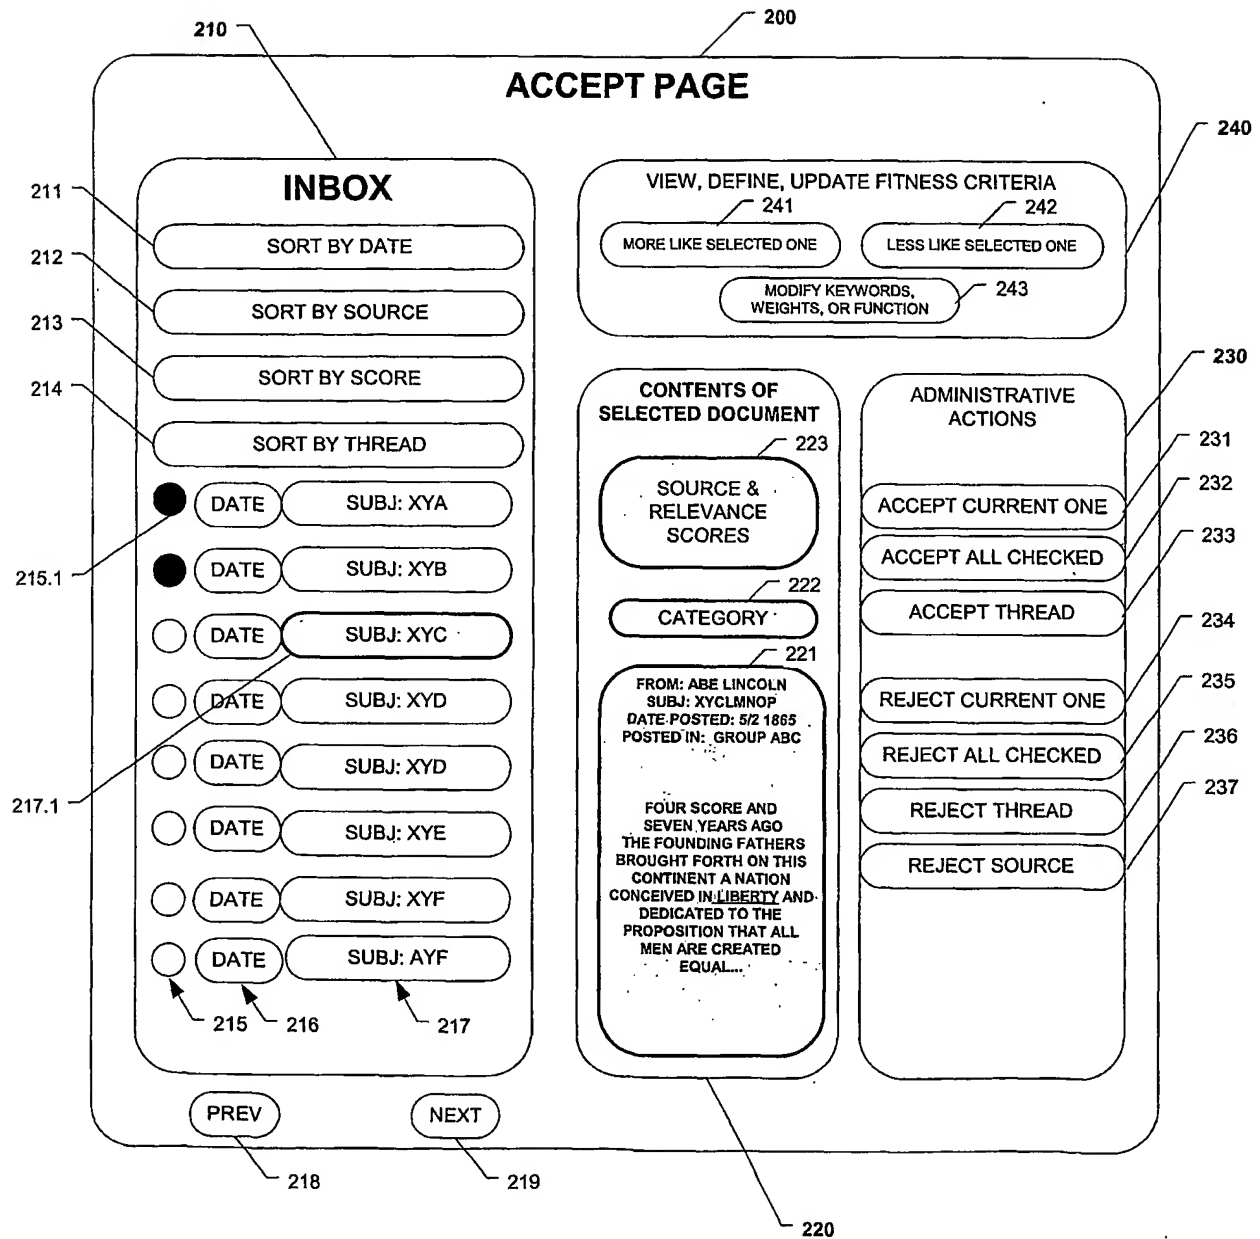 200
210
ACCEPT PAGE
240
INBOX
211
SORT BY DATE
212
SORT BY SOURCE
213
SORT BY SCORE
214
SORT BY THREAD
DATE
SUBJ: XYA
215.1
DATE
SUBJ: XYB
DATE
SUBJ: XYC
DATE
SUBJ: XYD
DATE
SUBJ: XYD
217.1
DATE
SUBJ: XYE
DATE
SUBJ: XYF
DATE
SUBJ: AYF
215
216
217
PREV
NEXT
218
219
VIEW, DEFINE, UPDATE FITNESS CRITERIA
241
242
MORE LIKE SELECTED ONE
LESS LIKE SELECTED ONE
MODIFY KEYWORDS,
WEIGHTS, OR FUNCTION
243
CONTENTS OF
SELECTED DOCUMENT
223
SOURCE &
RELEVANCE
SCORES
222
CATEGORY
221
FROM: ABE LINCOLN
SUBJ: XYCLMNOP
DATE POSTED: 5/2 1865
POSTED IN: GROUP ABC
FOUR SCORE AND
SEVEN YEARS AGO
THE FOUNDING FATHERS
BROUGHT FORTH ON THIS
CONTINENT A NATION
CONCEIVED IN LIBERTY AND
DEDICATED TO THE
PROPOSITION THAT ALL
MEN ARE CREATED
EQUAL...
220
230
ADMINISTRATIVE
ACTIONS
231
ACCEPT CURRENT ONE
232
ACCEPT ALL CHECKED
233
ACCEPT THREAD
234
REJECT CURRENT ONE
235
REJECT ALL CHECKED
236
REJECT THREAD
237
REJECT SOURCE